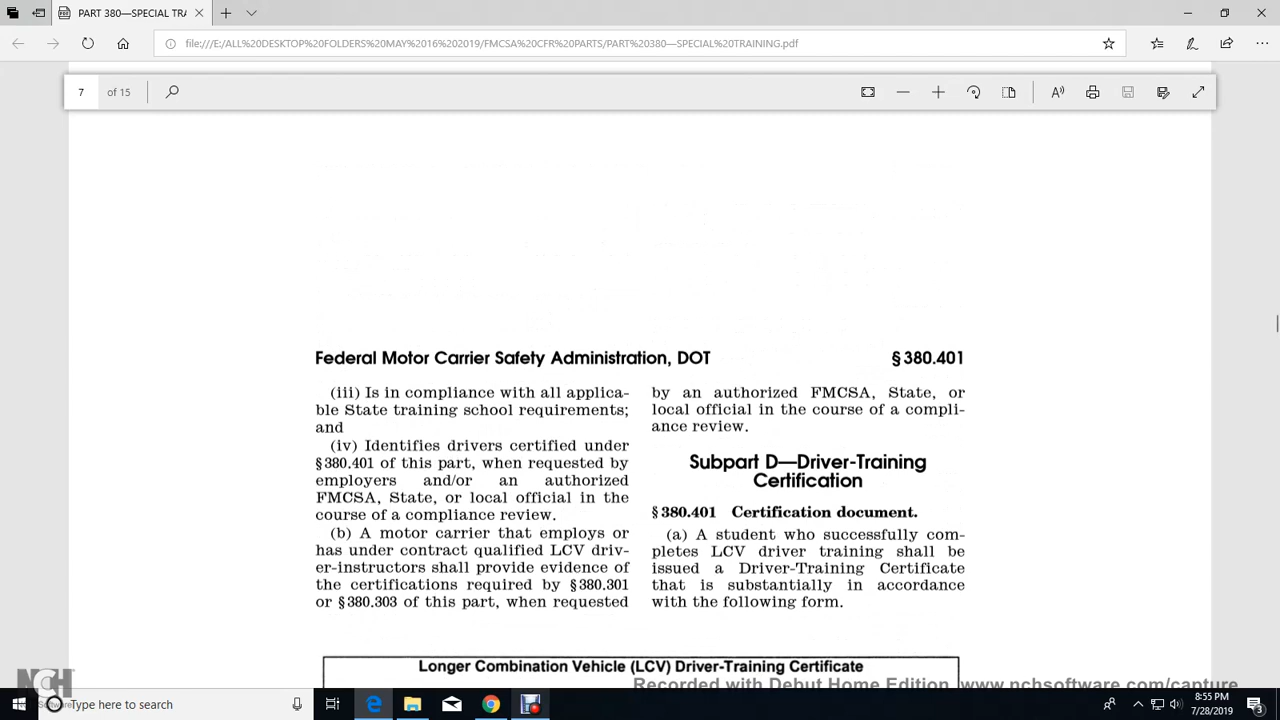 PART 380—SPECIAL TRA
file:///E:/ALL%20DESKTOP%20FOLDERS%20MAY%2016%202019/FMCSA%20CFR%20PARTS/PART%20380—SPECIAL%20TRAINING.pdf
7 of 15
Federal Motor Carrier Safety Administration, DOT § 380.401
(iii) Is in compliance with all applica-
ble State training school requirements;
and
(iv) Identifies drivers certified under
§ 380.401 of this part, when requested by
employers and/or an authorized
FMCSA, State, or local official in the
course of a compliance review.
(b) A motor carrier that employs or
has under contract qualified LCV driv-
er-instructors shall provide evidence of
the certifications required by § 380.301
or § 380.303 of this part, when requested
by an authorized FMCSA, State, or
local official in the course of a compli-
ance review.
Subpart D—Driver-Training
Certification
§ 380.401 Certification document.
(a) A student who successfully com-
pletes LCV driver training shall be
issued a Driver-Training Certificate
that is substantially in accordance
with the following form.
Longer Combination Vehicle (LCV) Driver-Training Certificate
Recorded with Debut Home Edition www.nchsoftware.com/capture
NCH
Software
Type here to search
8:55 PM
7/28/2019
3